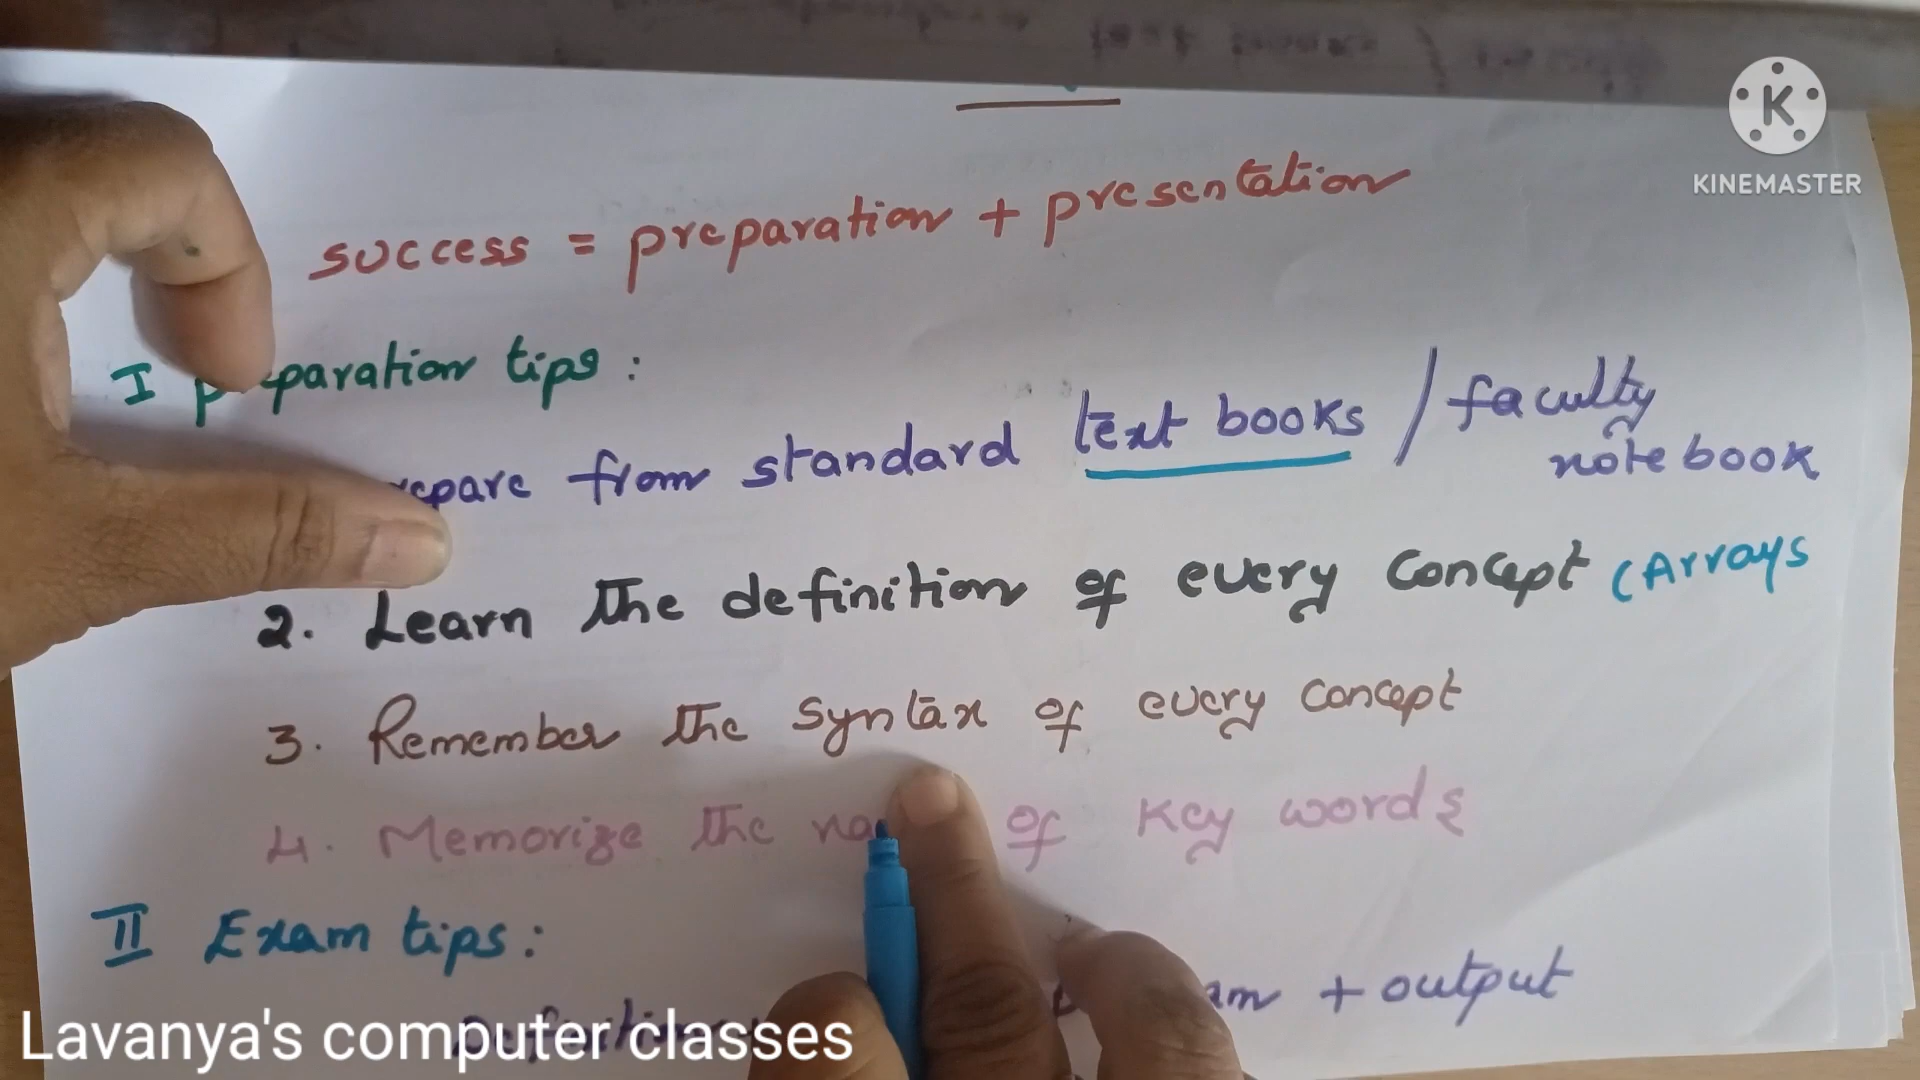 K
KINEMASTER
success = preparation + presentation
I preparation tips :
prepare from standard text books / faculty
note book
2. Learn the definition of every concept (Arrays
3. Remember the syntax of every concept
4. Memorize the of key words
II Exam tips :
+ output
Lavanya's computer classes